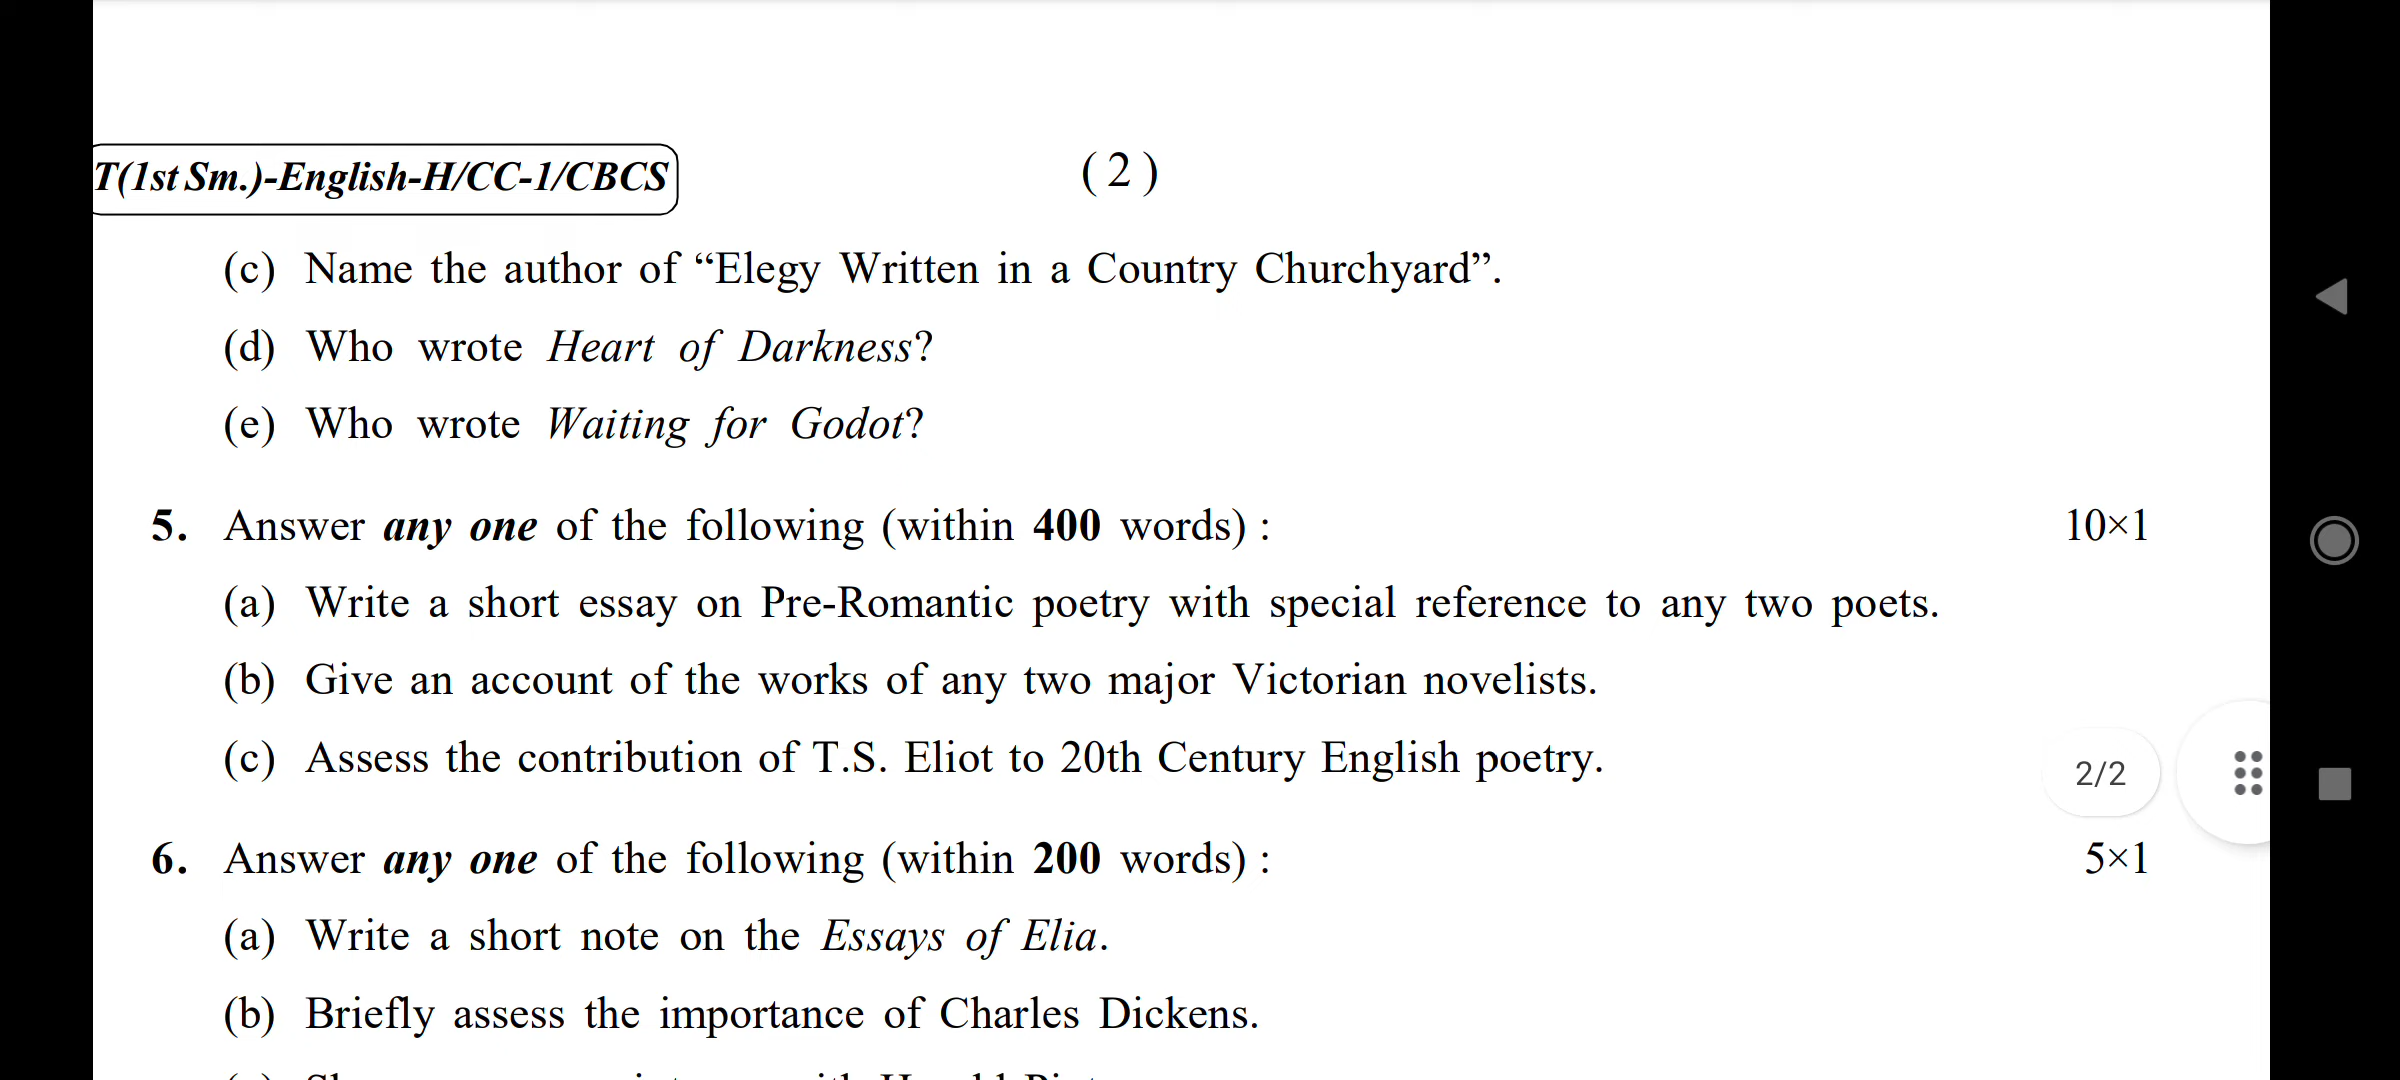 T(1st Sm.)-English-H/CC-1/CBCS (2)
(c) Name the author of “Elegy Written in a Country Churchyard”.
(d) Who wrote Heart of Darkness?
(e) Who wrote Waiting for Godot?
5. Answer any one of the following (within 400 words) : 10×1
(a) Write a short essay on Pre-Romantic poetry with special reference to any two poets.
(b) Give an account of the works of any two major Victorian novelists.
(c) Assess the contribution of T.S. Eliot to 20th Century English poetry.
2/2
6. Answer any one of the following (within 200 words) : 5×1
(a) Write a short note on the Essays of Elia.
(b) Briefly assess the importance of Charles Dickens.